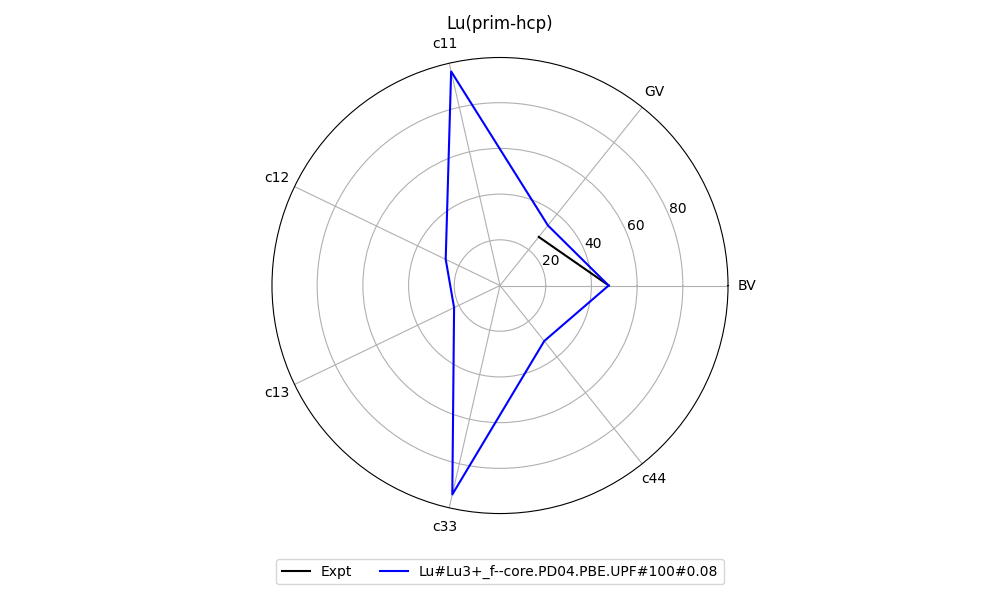 Lu(prim-hcp)
c11
GV
c12
80
60
40
20
BV
c13
c44
c33
Expt
Lu#Lu3+_f--core.PD04.PBE.UPF#100#0.08